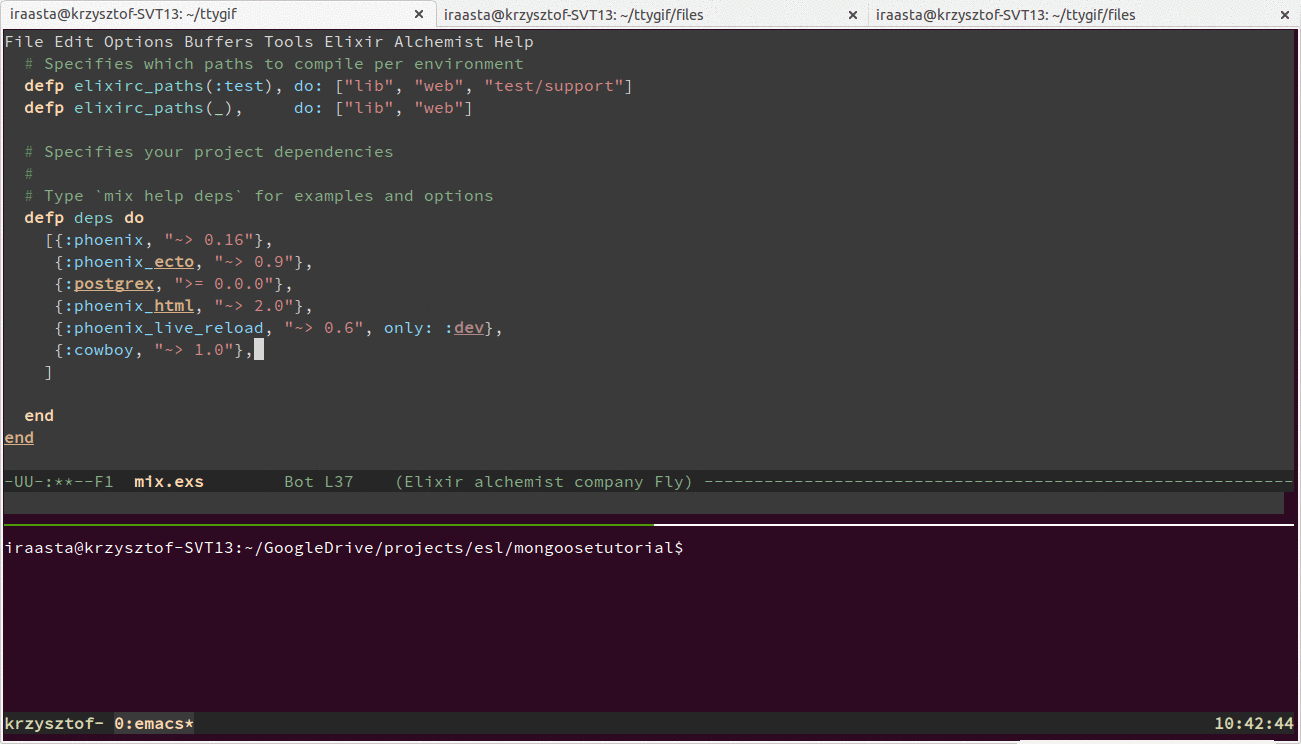 iraasta@krzysztof-SVT13: ~/ttygif × iraasta@krzysztof-SVT13: ~/ttygif/files × iraasta@krzysztof-SVT13: ~/ttygif/files ×
File Edit Options Buffers Tools Elixir Alchemist Help
  # Specifies which paths to compile per environment
  defp elixirc_paths(:test), do: ["lib", "web", "test/support"]
  defp elixirc_paths(_),     do: ["lib", "web"]
  # Specifies your project dependencies
  #
  # Type `mix help deps` for examples and options
  defp deps do
    [{:phoenix, "~> 0.16"},
     {:phoenix_ecto, "~> 0.9"},
     {:postgrex, ">= 0.0.0"},
     {:phoenix_html, "~> 2.0"},
     {:phoenix_live_reload, "~> 0.6", only: :dev},
     {:cowboy, "~> 1.0"},
    ]
  end
end
-UU-:**--F1  mix.exs        Bot L37    (Elixir alchemist company Fly) -----------------------------------------------------------
iraasta@krzysztof-SVT13:~/GoogleDrive/projects/esl/mongoosetutorial$
krzysztof- 0:emacs* 10:42:44